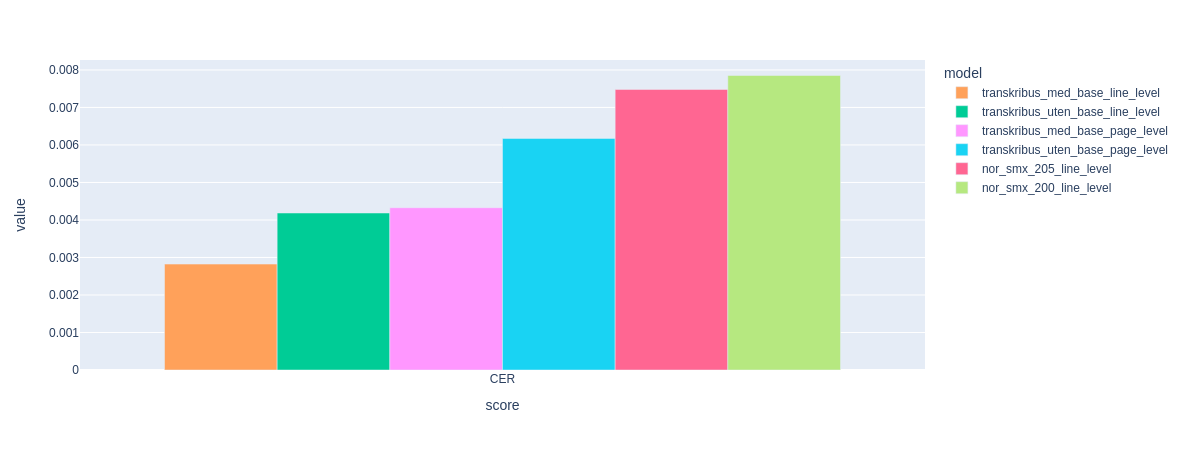 0.008
0.007
0.006
0.005
0.004
0.003
0.002
0.001
0
value
CER
score
model
transkribus_med_base_line_level
transkribus_uten_base_line_level
transkribus_med_base_page_level
transkribus_uten_base_page_level
nor_smx_205_line_level
nor_smx_200_line_level